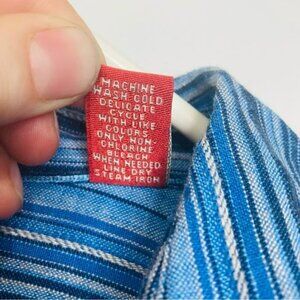 MACHINE
WASH COLD
DELICATE
CYCLE
WITH LIKE
COLORS
ONLY NON-
CHLORINE
BLEACH
WHEN NEEDED
LINE DRY
STEAM IRON